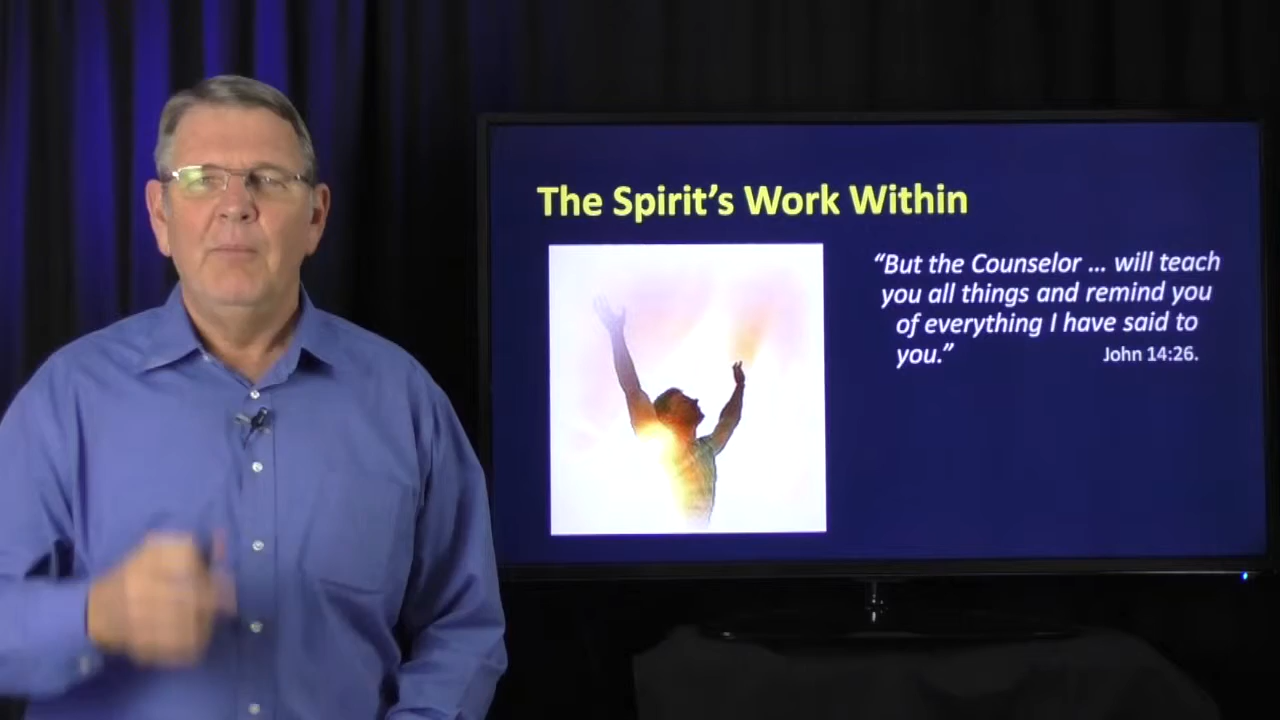 The Spirit's Work Within
“But the Counselor ... will teach
you all things and remind you
of everything I have said to
you.” John 14:26.